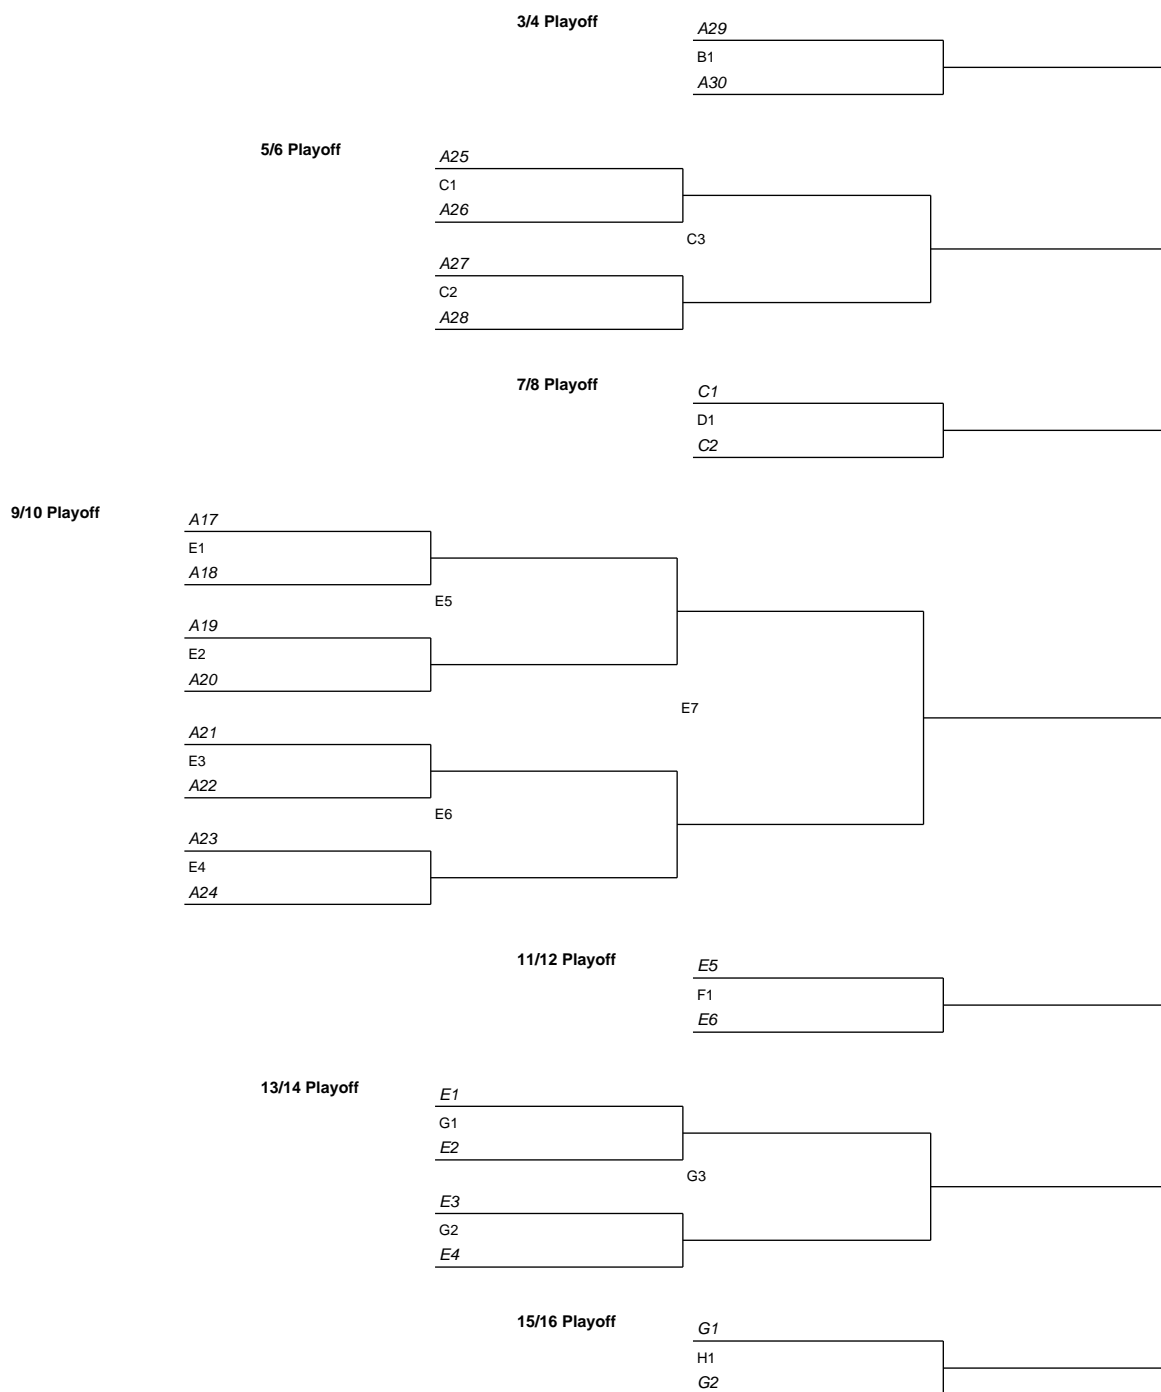 3/4 Playoff
A29
B1
A30
5/6 Playoff
A25
C1
A26
C3
A27
C2
A28
7/8 Playoff
C1
D1
C2
9/10 Playoff
A17
E1
A18
E5
A19
E2
A20
E7
A21
E3
A22
E6
A23
E4
A24
11/12 Playoff
E5
F1
E6
13/14 Playoff
E1
G1
E2
G3
E3
G2
E4
15/16 Playoff
G1
H1
G2